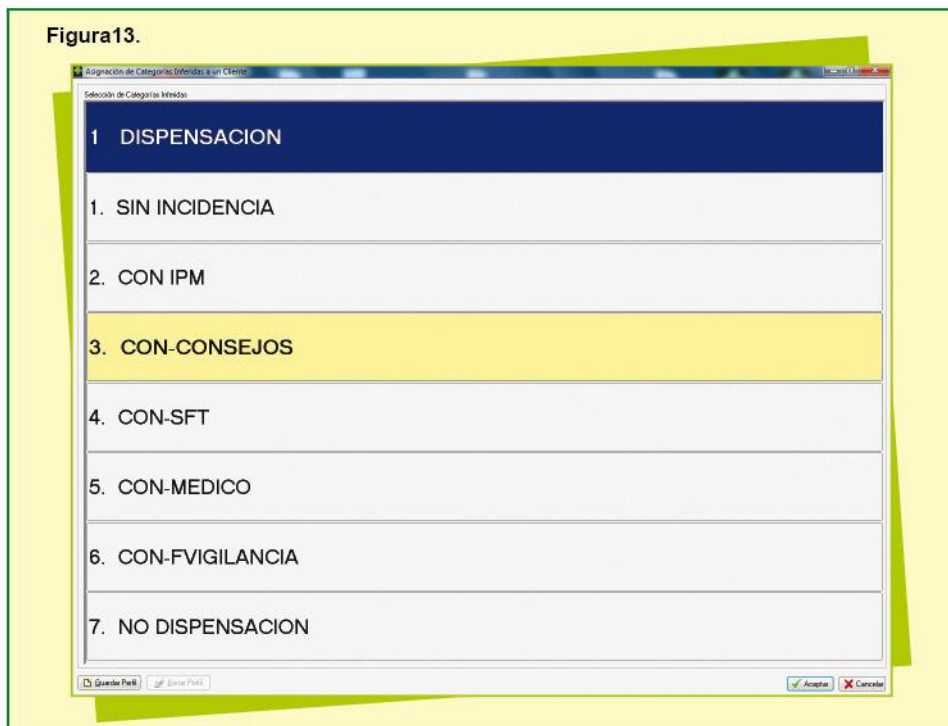 Figura13.
Asignación de Categorías Inferidas a un Cliente
Selección de Categorías Inferidas
1 DISPENSACION
1. SIN INCIDENCIA
2. CON IPM
3. CON-CONSEJOS
4. CON-SFT
5. CON-MEDICO
6. CON-FVIGILANCIA
7. NO DISPENSACION
Guardar Perfil Borrar Perfil Aceptar Cancelar